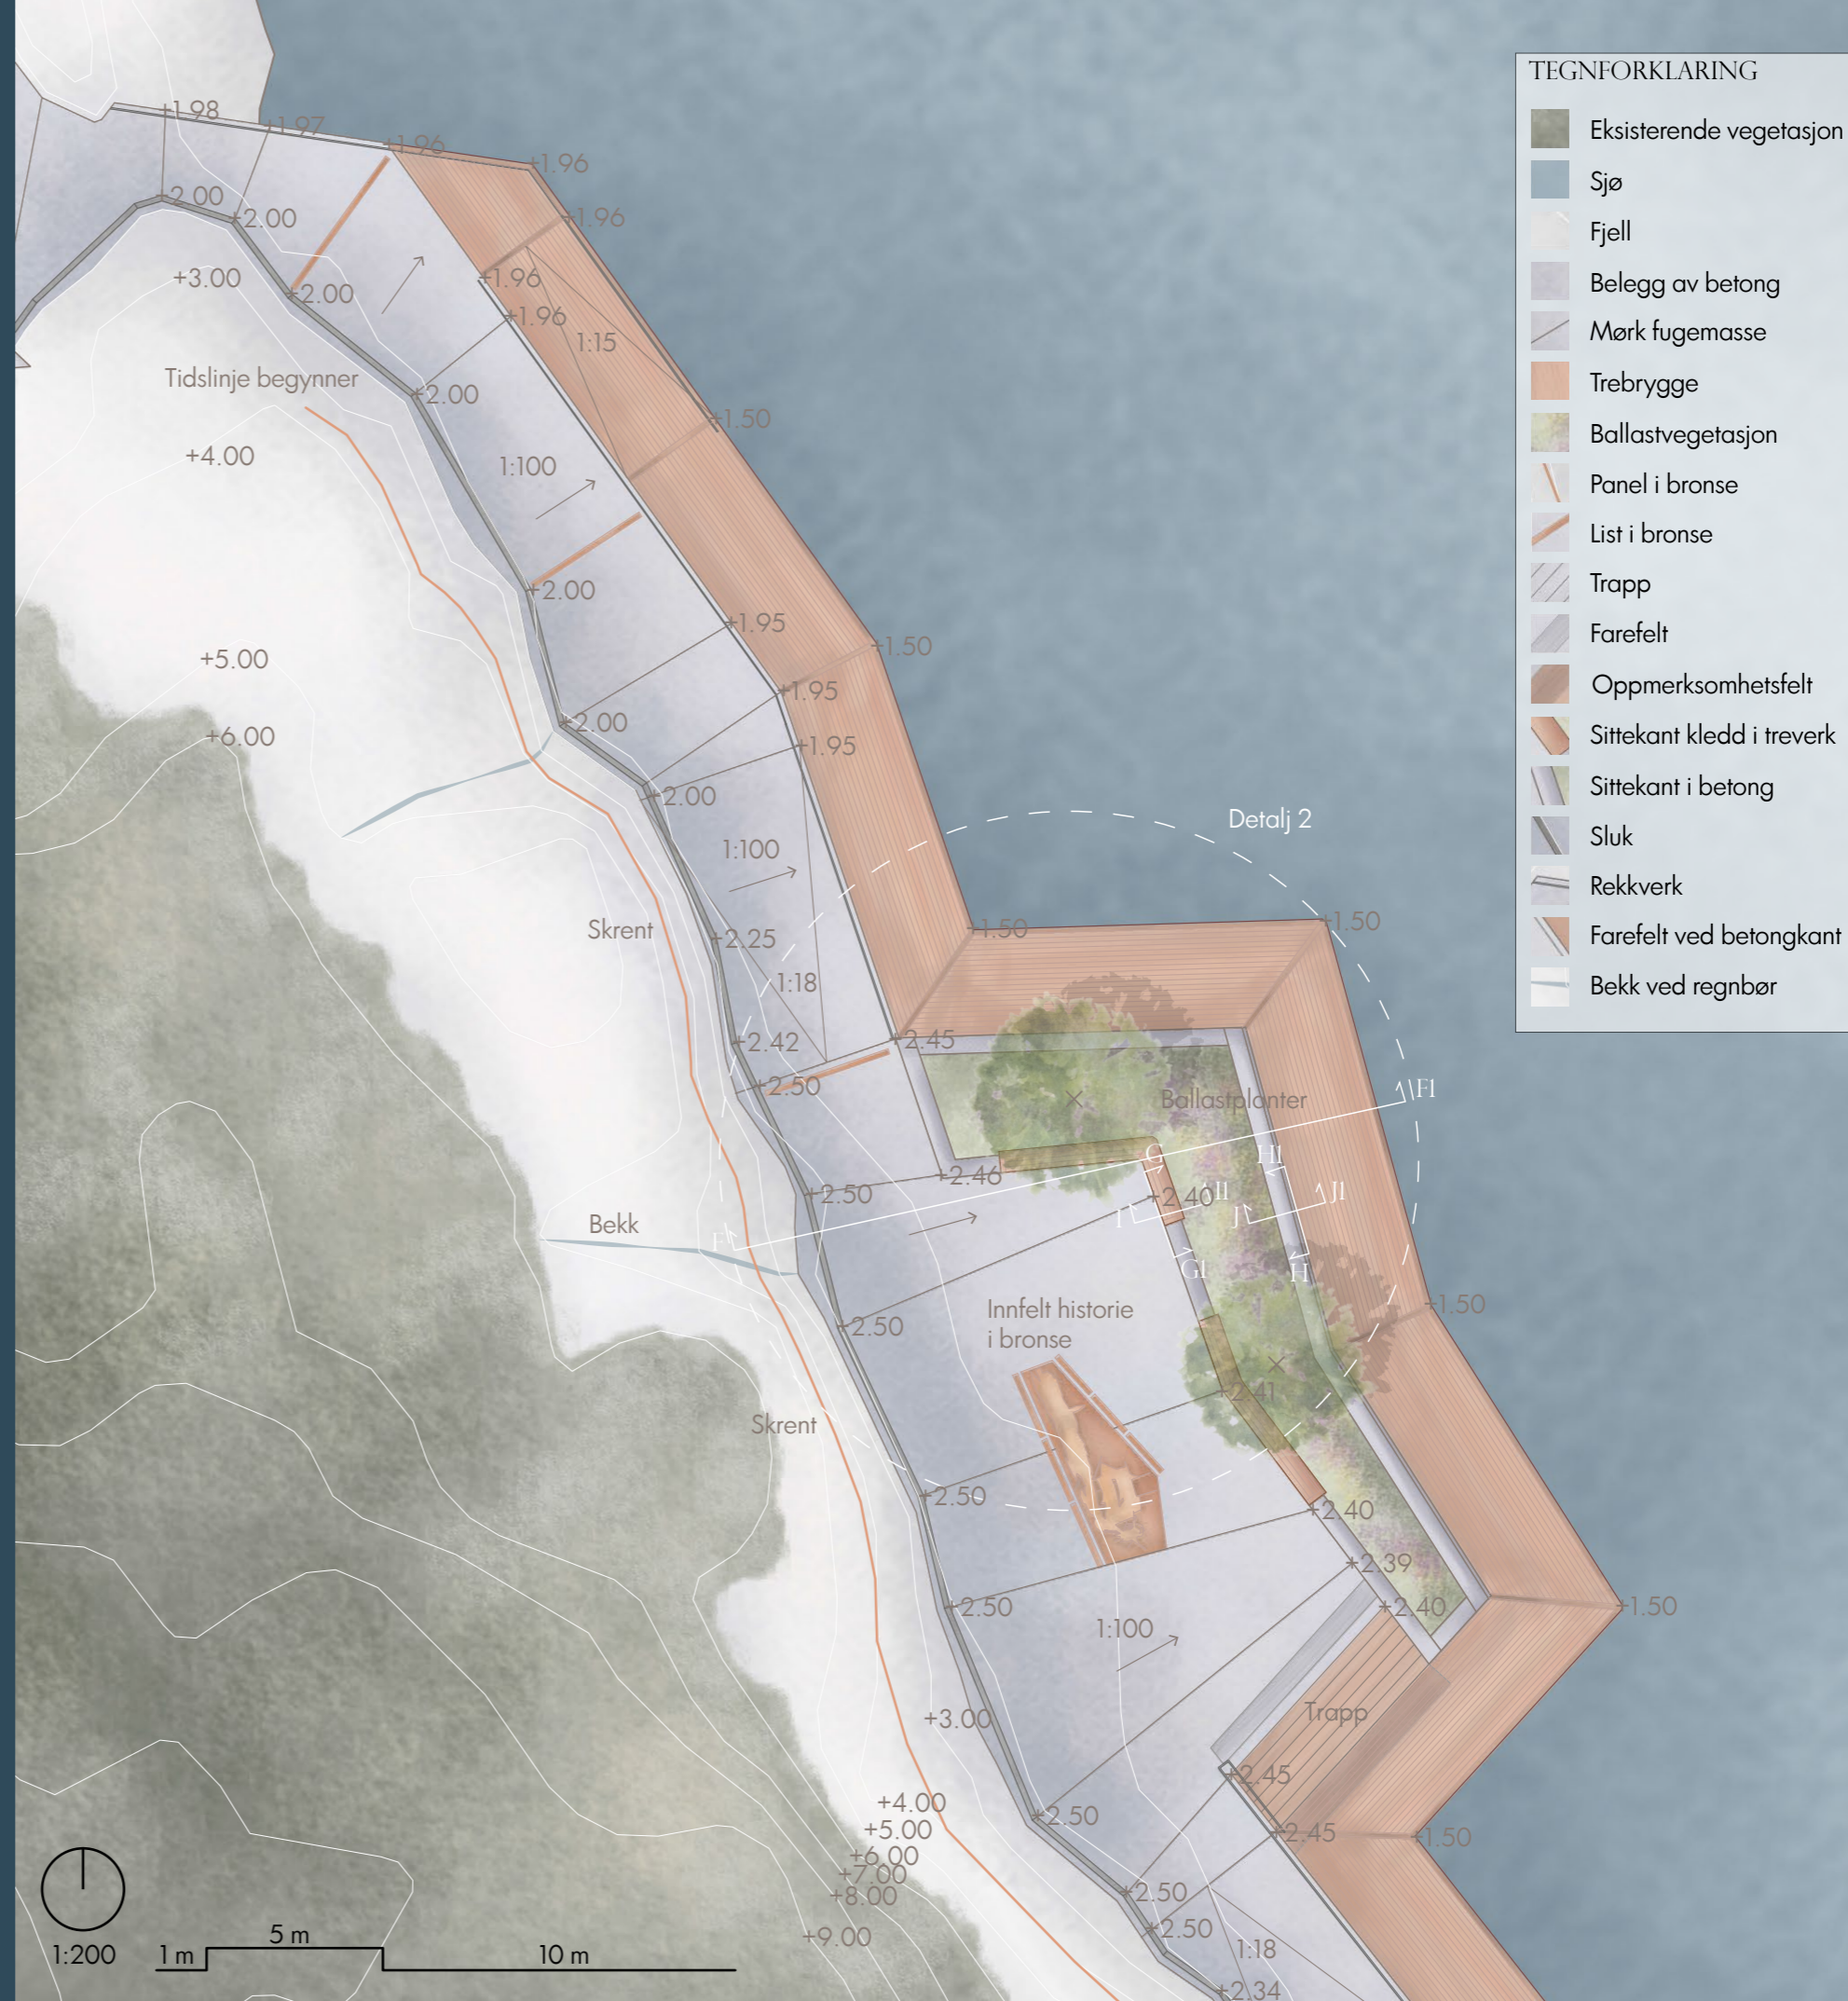 TEGNFORKLARING
Eksisterende vegetasjon
Sjø
Fjell
Belegg av betong
Mørk fugemasse
Trebrygge
Ballastvegetasjon
Panel i bronse
List i bronse
Trapp
Farefelt
Oppmerksomhetsfelt
Sittekant kledd i treverk
Sittekant i betong
Sluk
Rekkverk
Farefelt ved betongkant
Bekk ved regnbør
+1.98
+1.97
+1.96
+1.96
+2.00
+2.00
+1.96
+3.00
+2.00
+1.96
+1.96
1:15
Tidslinje begynner
+2.00
+1.50
+4.00
1:100
+2.00
+1.95
+1.50
+5.00
+1.95
+6.00
+2.00
+1.95
+2.00
Detalj 2
1:100
Skrent
+2.25
+1.50
+1.50
1:18
+2.42
+2.45
+2.50
Ballastplanter
F1
G
H1
+2.46
+2.50
+2.40
I1
J1
I
J
Bekk
F
G1
H
Innfelt historie
i bronse
+1.50
+2.50
+2.41
Skrent
+2.50
+2.40
+2.39
+2.50
+2.40
+1.50
1:100
+3.00
Trapp
+2.45
+4.00
+2.50
+5.00
+2.45
+1.50
+6.00
+7.00
+8.00
+2.50
+9.00
+2.50
1:18
+2.34
1:200
1 m
5 m
10 m